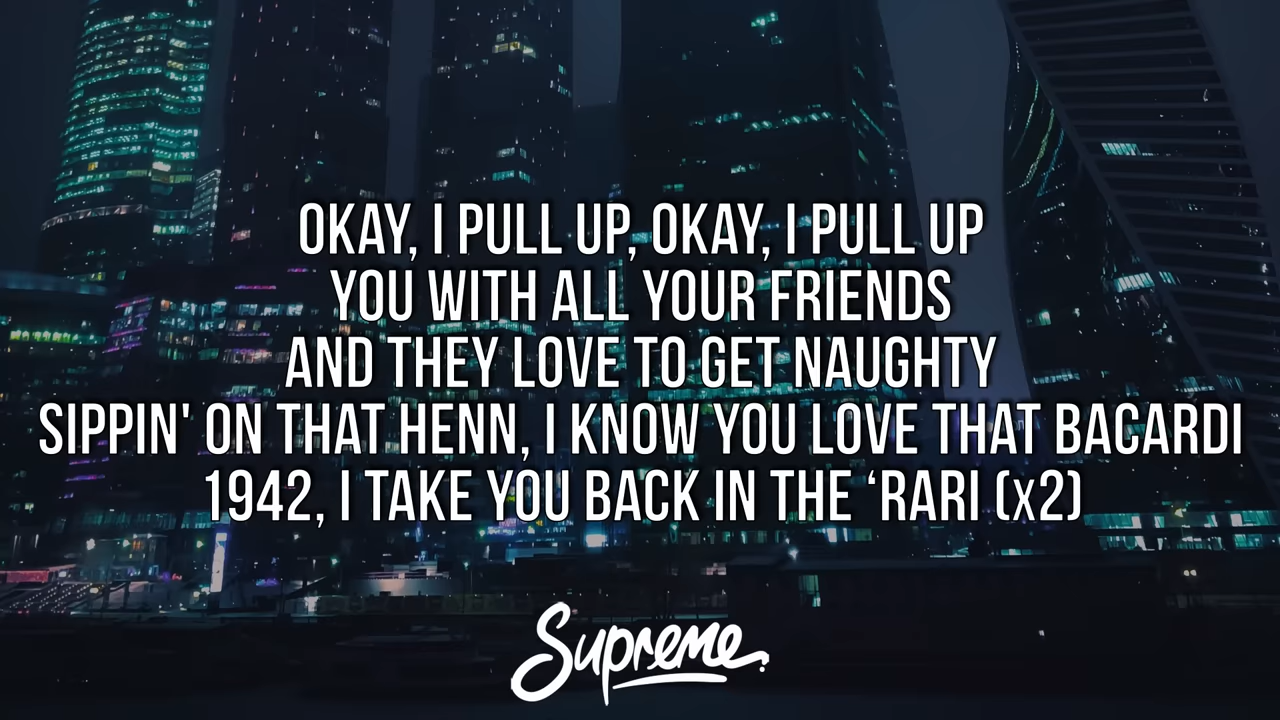 OKAY, I PULL UP, OKAY, I PULL UP
YOU WITH ALL YOUR FRIENDS
AND THEY LOVE TO GET NAUGHTY
SIPPIN' ON THAT HENN, I KNOW YOU LOVE THAT BACARDI
1942, I TAKE YOU BACK IN THE ‘RARI (x2)
Supreme.